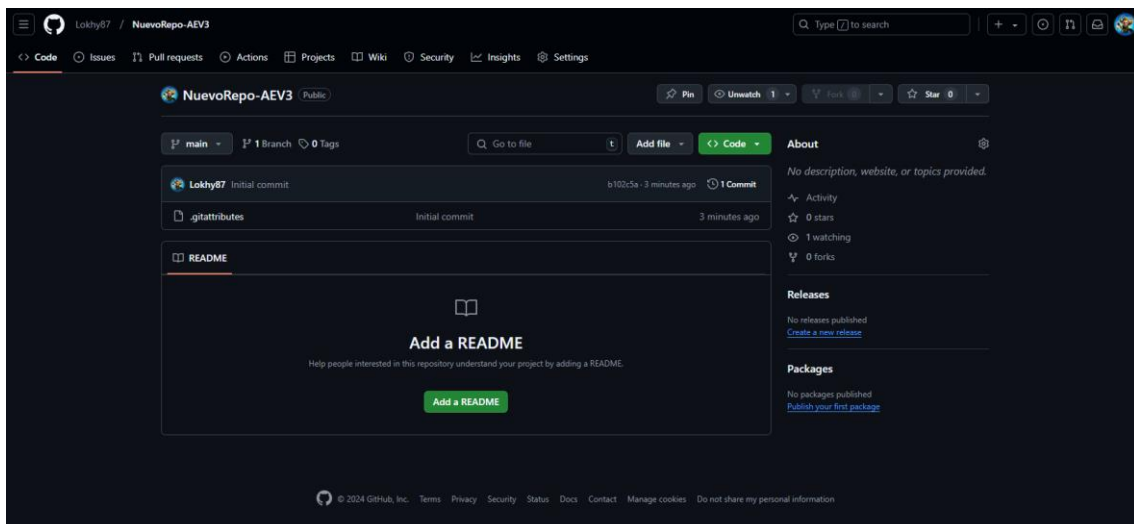 Lokhy87 / NuevoRepo-AEV3
Type / to search
Code Issues Pull requests Actions Projects Wiki Security Insights Settings
NuevoRepo-AEV3 Public
Pin Unwatch 1 Fork 0 Star 0
main 1 Branch 0 Tags
Go to file t Add file Code
Lokhy87 Initial commit b102c5a · 3 minutes ago 1 Commit
.gitattributes Initial commit 3 minutes ago
README
Add a README
Help people interested in this repository understand your project by adding a README.
Add a README
About
No description, website, or topics provided.
Activity
0 stars
1 watching
0 forks
Releases
No releases published
Create a new release
Packages
No packages published
Publish your first package
© 2024 GitHub, Inc. Terms Privacy Security Status Docs Contact Manage cookies Do not share my personal information